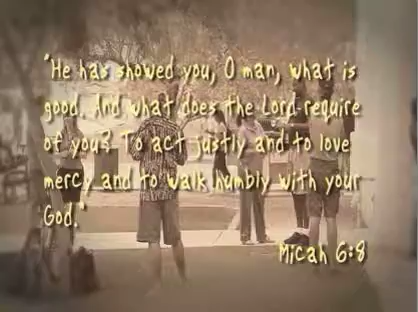 "He has showed you, O man, what is
good. And what does the Lord require
of you? To act justly and to love
mercy and to walk humbly with your
God."
Micah 6:8